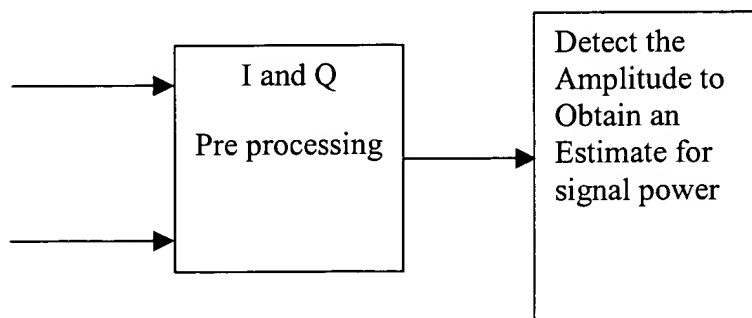 I and Q
Pre processing
Detect the
Amplitude to
Obtain an
Estimate for
signal power